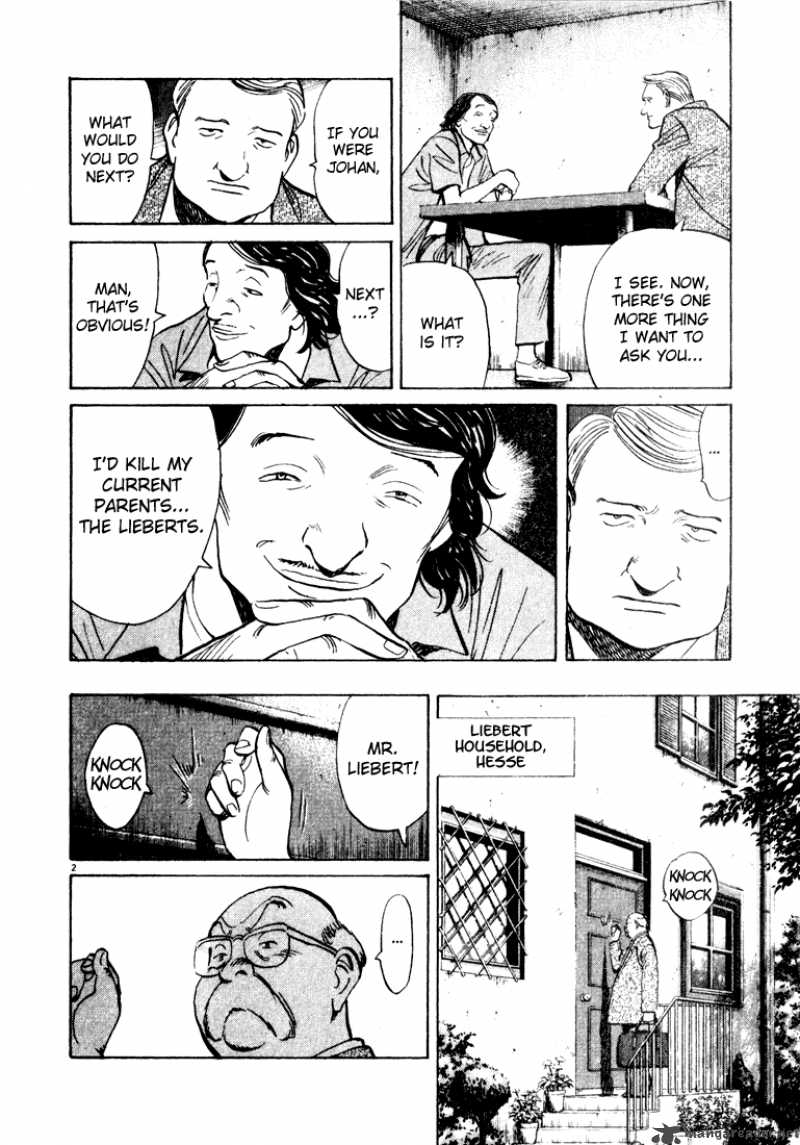 I SEE. NOW,
THERE'S ONE
MORE THING
I WANT TO
ASK YOU...
WHAT
IS IT?
IF YOU
WERE
JOHAN,
WHAT
WOULD
YOU DO
NEXT?
NEXT
...?
MAN,
THAT'S
OBVIOUS!
...
I'D KILL MY
CURRENT
PARENTS...
THE LIEBERTS.
LIEBERT
HOUSEHOLD,
HESSE
KNOCK
KNOCK
MR.
LIEBERT!
KNOCK
KNOCK
...
2
Mangareader.net